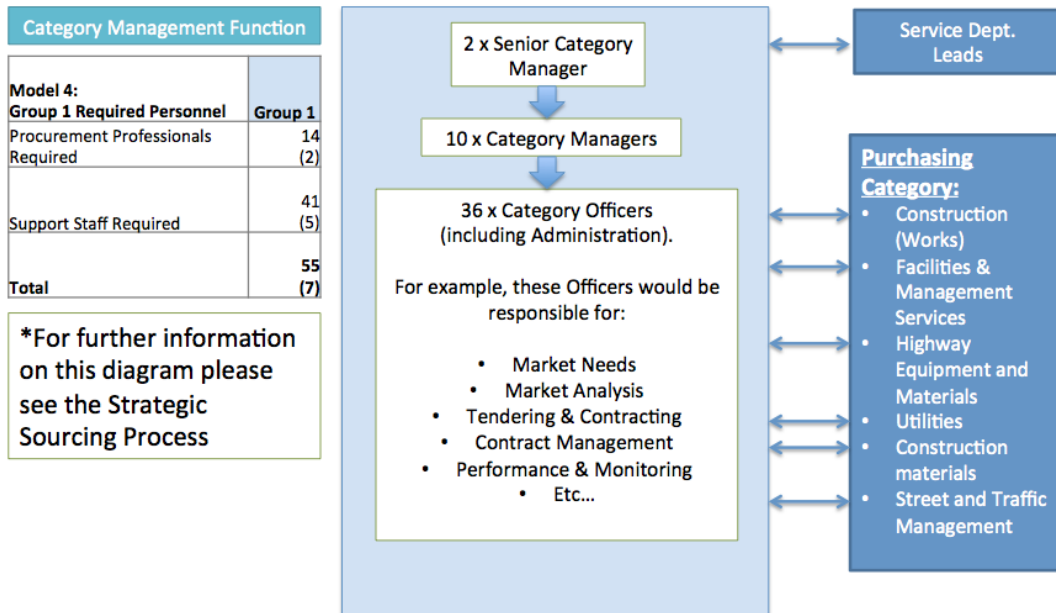 Category Management Function
Model 4:
Group 1 Required Personnel
Group 1
Procurement Professionals
Required
14
(2)
Support Staff Required
41
(5)
Total
55
(7)
*For further information
on this diagram please
see the Strategic
Sourcing Process
2 x Senior Category
Manager
10 x Category Managers
36 x Category Officers
(including Administration).
For example, these Officers would be
responsible for:
• Market Needs
• Market Analysis
• Tendering & Contracting
• Contract Management
• Performance & Monitoring
• Etc...
Service Dept.
Leads
Purchasing
Category:
• Construction
(Works)
• Facilities &
Management
Services
• Highway
Equipment and
Materials
• Utilities
• Construction
materials
• Street and Traffic
Management